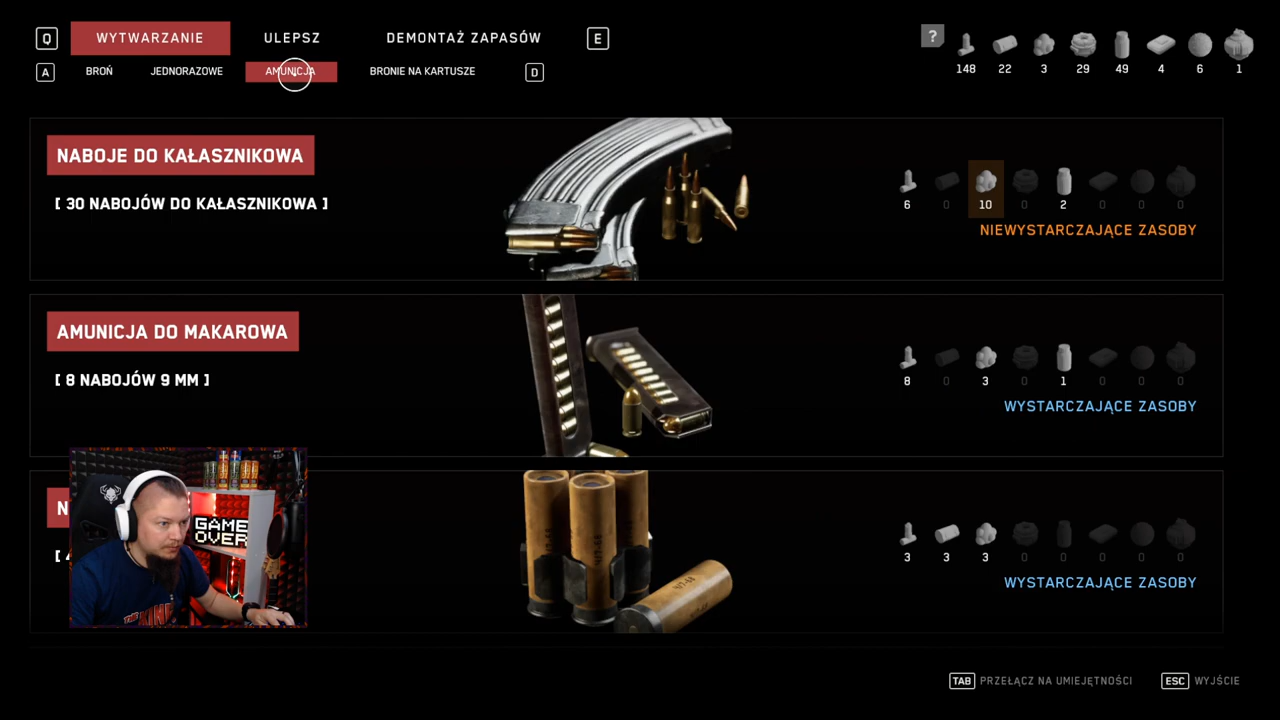 Q WYTWARZANIE ULEPSZ DEMONTAŻ ZAPASÓW E
A BROŃ JEDNORAZOWE AMUNICJA BRONIE NA KARTUSZE D
?
148 22 3 29 49 4 6 1
NABOJE DO KAŁASZNIKOWA
[ 30 NABOJÓW DO KAŁASZNIKOWA ]
6 0 10 0 2 0 0 0
NIEWYSTARCZAJĄCE ZASOBY
AMUNICJA DO MAKAROWA
[ 8 NABOJÓW 9 MM ]
8 0 3 0 1 0 0 0
WYSTARCZAJĄCE ZASOBY
N
[ 4
3 3 3 0 0 0 0 0
WYSTARCZAJĄCE ZASOBY
GAME
OVER
TAB PRZEŁĄCZ NA UMIEJĘTNOŚCI ESC WYJŚCIE